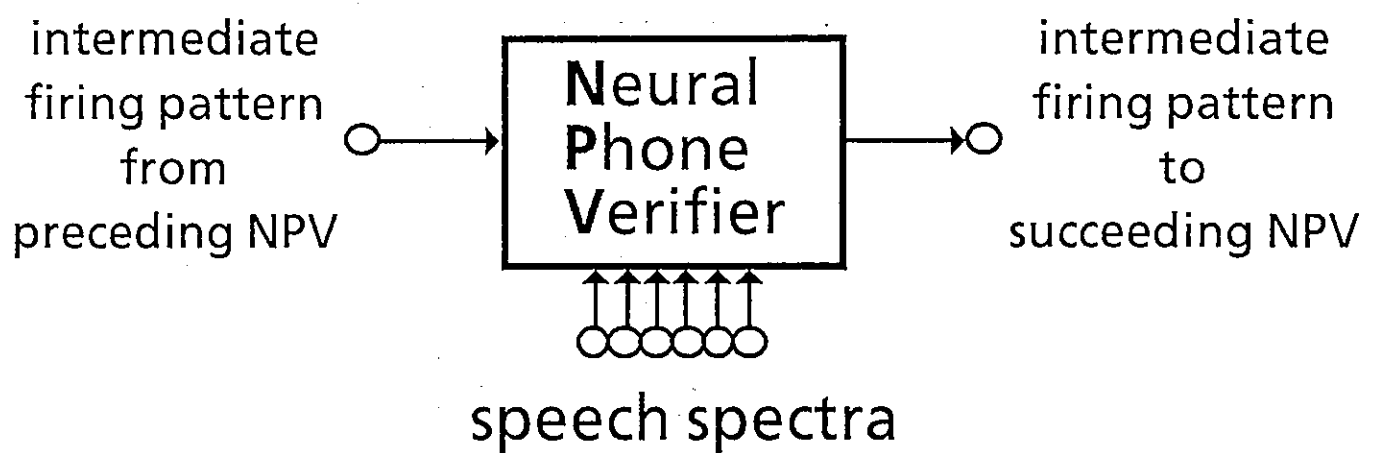 intermediate
firing pattern
from
preceding NPV
Neural
Phone
Verifier
intermediate
firing pattern
to
succeeding NPV
speech spectra